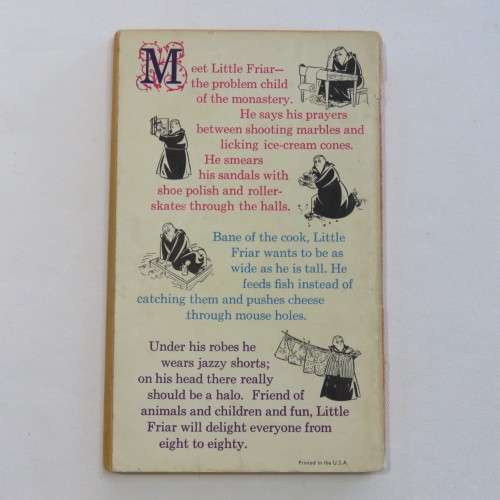 Meet Little Friar—
the problem child
of the monastery.
He says his prayers
between shooting marbles and
licking ice-cream cones.
He smears
his sandals with
shoe polish and roller-
skates through the halls.
Bane of the cook, Little
Friar wants to be as
wide as he is tall. He
feeds fish instead of
catching them and pushes cheese
through mouse holes.
Under his robes he
wears jazzy shorts;
on his head there really
should be a halo. Friend of
animals and children and fun, Little
Friar will delight everyone from
eight to eighty.
Printed in the U.S.A.